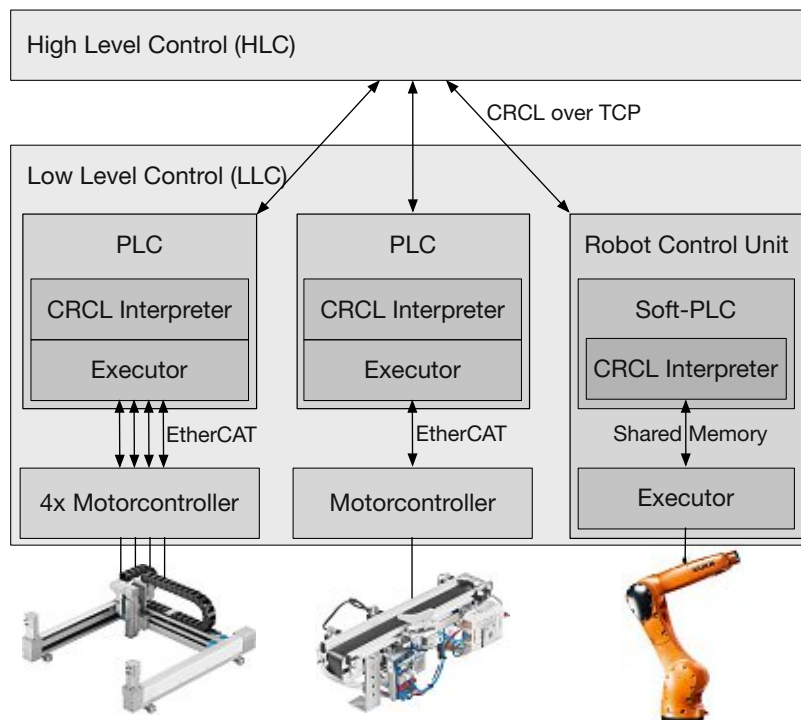 High Level Control (HLC)
CRCL over TCP
Low Level Control (LLC)
PLC
PLC
Robot Control Unit
CRCL Interpreter
CRCL Interpreter
Soft-PLC
Executor
Executor
CRCL Interpreter
EtherCAT
EtherCAT
Shared Memory
4x Motorcontroller
Motorcontroller
Executor
KUKA